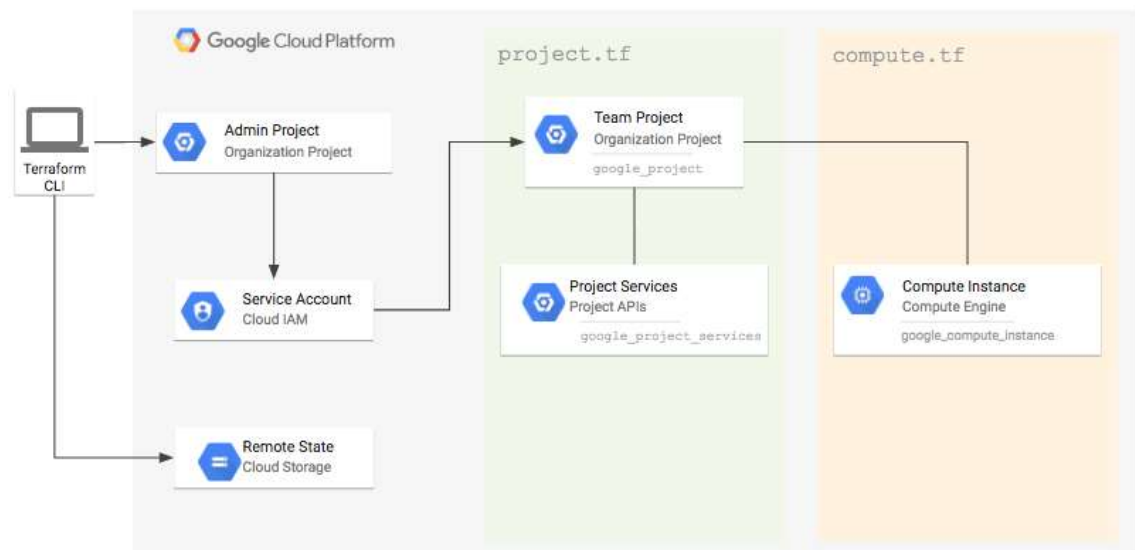 Google Cloud Platform
project.tf
compute.tf
Terraform
CLI
Admin Project
Organization Project
Team Project
Organization Project
google_project
Service Account
Cloud IAM
Project Services
Project APIs
google_project_services
Compute Instance
Compute Engine
google_compute_instance
Remote State
Cloud Storage